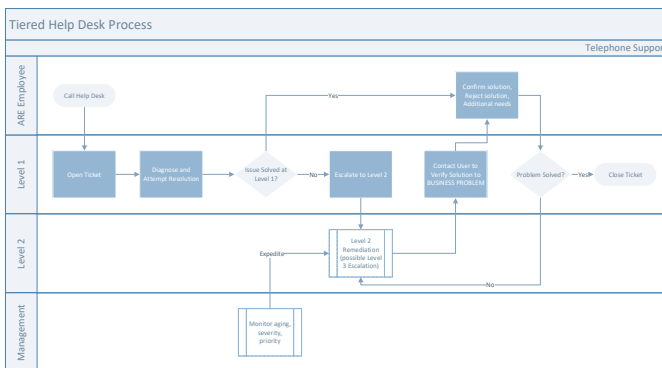 Tiered Help Desk Process
Telephone Suppor
ARE Employee
Call Help Desk
Yes
Confirm solution,
Reject solution,
Additional needs
Level 1
Open Ticket
Diagnose and
Attempt Resolution
Issue Solved at
Level 1?
No
Escalate to Level 2
Contact User to
Verify Solution to
BUSINESS PROBLEM
Problem Solved?
Yes
Close Ticket
Level 2
Expedite
Level 2
Remediation
(possible Level
3 Escalation)
No
Management
Monitor aging,
severity,
priority